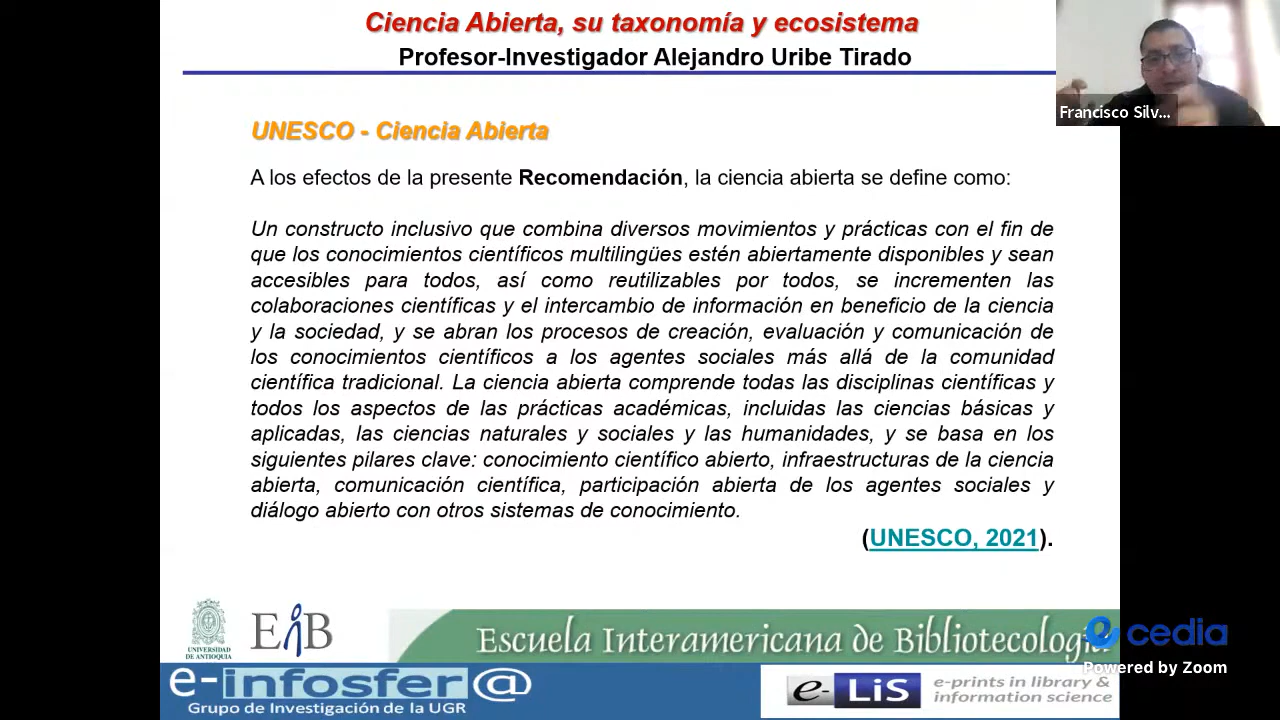 Ciencia Abierta, su taxonomía y ecosistema
Profesor-Investigador Alejandro Uribe Tirado
Francisco Silv...
UNESCO - Ciencia Abierta
A los efectos de la presente Recomendación, la ciencia abierta se define como:
Un constructo inclusivo que combina diversos movimientos y prácticas con el fin de
que los conocimientos científicos multilingües estén abiertamente disponibles y sean
accesibles para todos, así como reutilizables por todos, se incrementen las
colaboraciones científicas y el intercambio de información en beneficio de la ciencia
y la sociedad, y se abran los procesos de creación, evaluación y comunicación de
los conocimientos científicos a los agentes sociales más allá de la comunidad
científica tradicional. La ciencia abierta comprende todas las disciplinas científicas y
todos los aspectos de las prácticas académicas, incluidas las ciencias básicas y
aplicadas, las ciencias naturales y sociales y las humanidades, y se basa en los
siguientes pilares clave: conocimiento científico abierto, infraestructuras de la ciencia
abierta, comunicación científica, participación abierta de los agentes sociales y
diálogo abierto con otros sistemas de conocimiento.
(UNESCO, 2021).
UNIVERSIDAD
DE ANTIOQUIA
EiB
Escuela Interamericana de Bibliotecología
cedia
Powered by Zoom
e-infosfer@
Grupo de Investigación de la UGR
e-LiS
e-prints in library &
information science